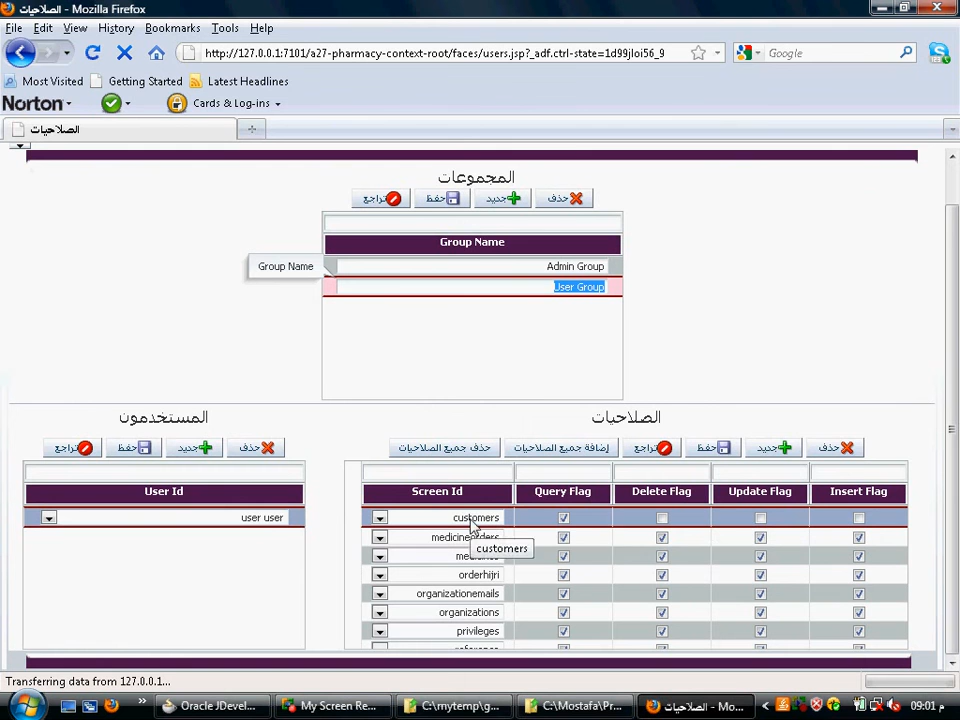 الصلاحيات - Mozilla Firefox
File Edit View History Bookmarks Tools Help
http://127.0.0.1:7101/a27-pharmacy-context-root/faces/users.jsp?_adf.ctrl-state=1d99jloi56_9
Google
Most Visited Getting Started Latest Headlines
Norton Cards & Log-ins
الصلاحيات
المجموعات
حذف جديد حفظ تراجع
Group Name
Group Name
Admin Group
User Group
الصلاحيات
المستخدمون
حذف جديد حفظ تراجع إضافة جميع الصلاحيات حذف جميع الصلاحيات
حذف جديد حفظ تراجع
User Id
Screen Id Query Flag Delete Flag Update Flag Insert Flag
user user
customers
customers
orderhijri
organizationemails
organizations
privileges
Transferring data from 127.0.0.1...
Oracle JDevel... My Screen Re... C:\mytemp\g... C:\Mostafa\Pr... الصلاحيات - Mo...
09:01 م